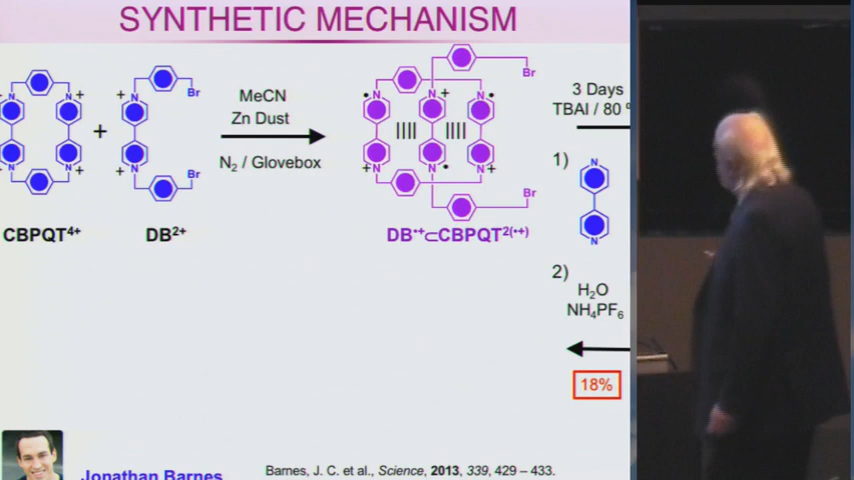 SYNTHETIC MECHANISM
N + N + N + N +
CBPQT4+
+
+ N Br
+ N Br
DB2+
MeCN
Zn Dust
N2 / Glovebox
Br
• N N + N •
+ N N • N +
Br
DB•+⊂CBPQT2(•+)
3 Days
TBAI / 80 º
1)
N
N
2)
H2O
NH4PF6
18%
Jonathan Barnes
Barnes, J. C. et al., Science, 2013, 339, 429 – 433.